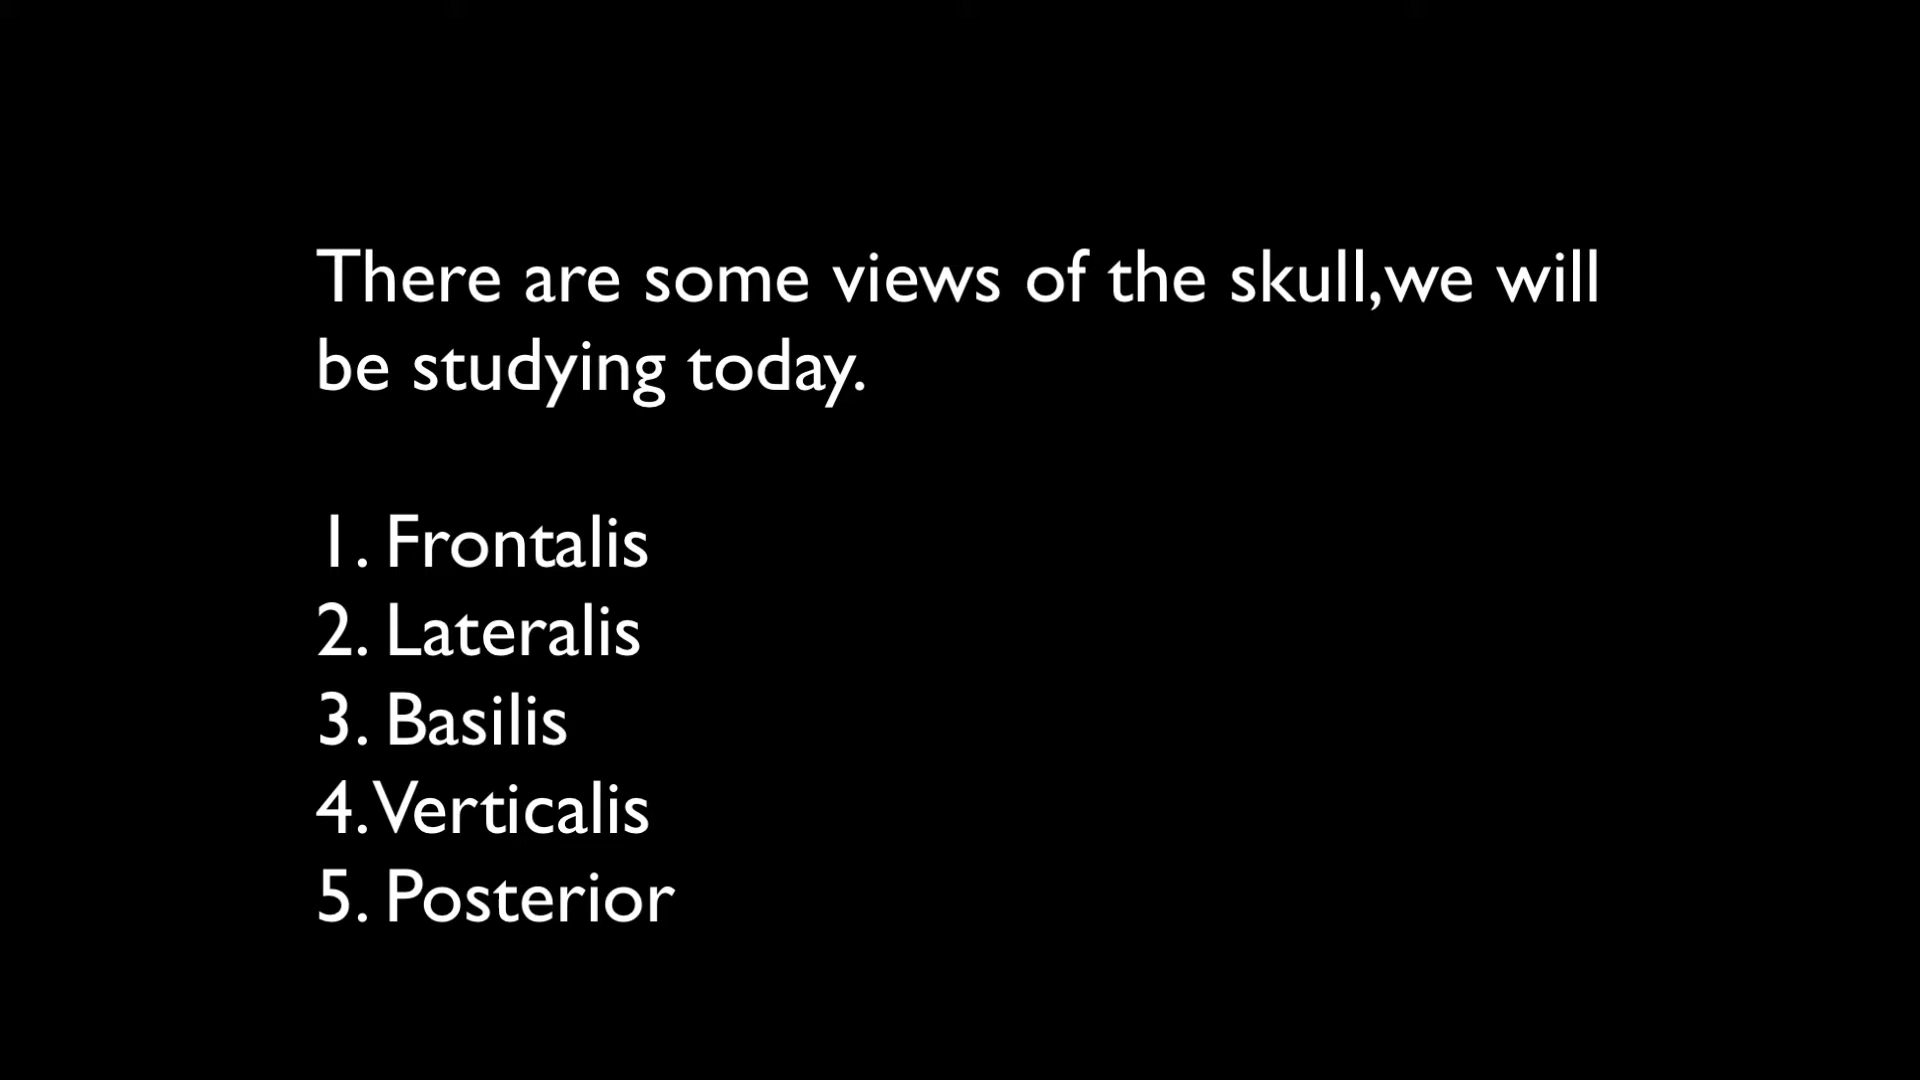 There are some views of the skull,we will
be studying today.
1. Frontalis
2. Lateralis
3. Basilis
4. Verticalis
5. Posterior